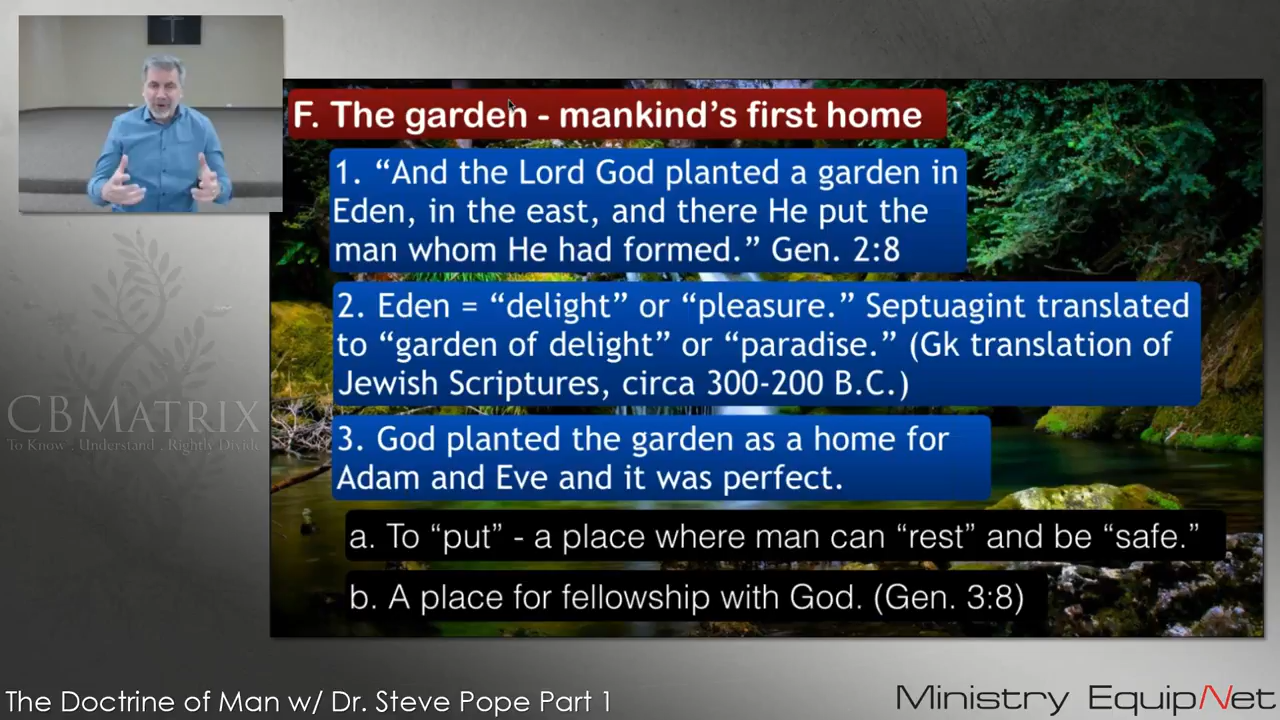 F. The garden - mankind’s first home
1. “And the Lord God planted a garden in
Eden, in the east, and there He put the
man whom He had formed.” Gen. 2:8
2. Eden = “delight” or “pleasure.” Septuagint translated
to “garden of delight” or “paradise.” (Gk translation of
Jewish Scriptures, circa 300-200 B.C.)
3. God planted the garden as a home for
Adam and Eve and it was perfect.
a. To “put” - a place where man can “rest” and be “safe.”
b. A place for fellowship with God. (Gen. 3:8)
CBMATRIX
To Know.. Understand ..Rightly Divide
The Doctrine of Man w/ Dr. Steve Pope Part 1
Ministry EquipNet